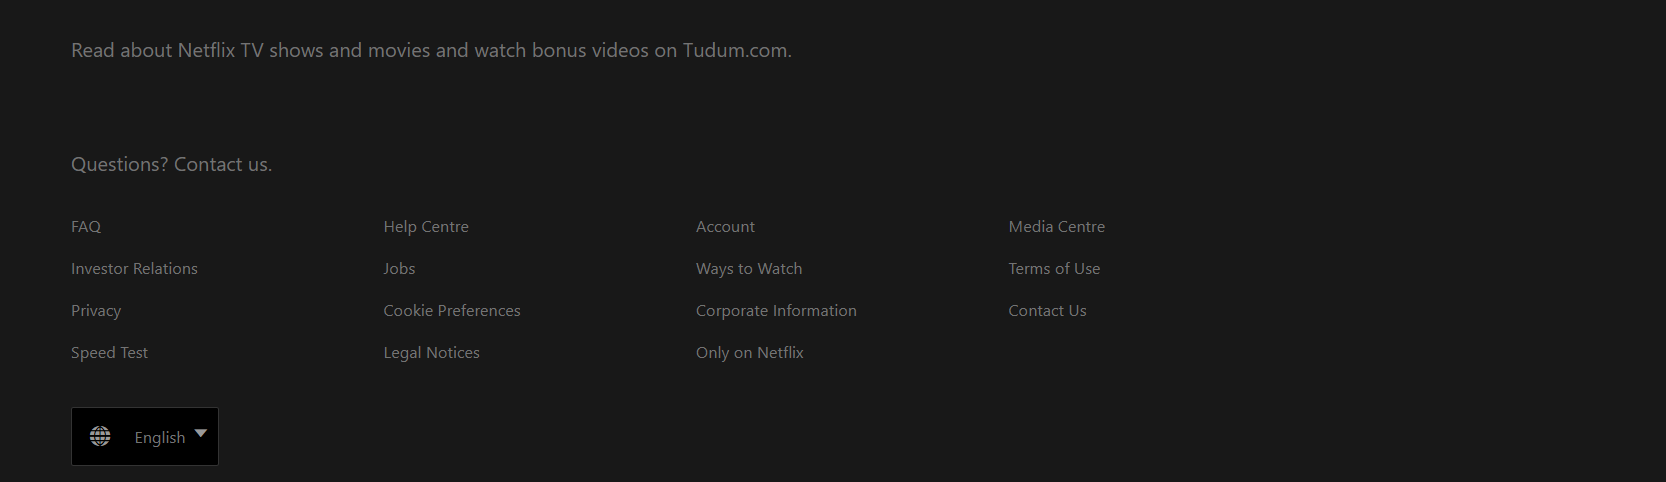 Read about Netflix TV shows and movies and watch bonus videos on Tudum.com.
Questions? Contact us.
FAQ
Help Centre
Account
Media Centre
Investor Relations
Jobs
Ways to Watch
Terms of Use
Privacy
Cookie Preferences
Corporate Information
Contact Us
Speed Test
Legal Notices
Only on Netflix
English